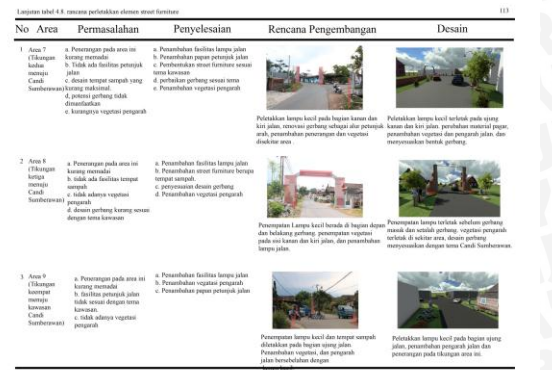 Lanjutan tabel 4.8. rancana perletakkan elemen street furniture
113
No Area Permasalahan Penyelesaian Rencana Pengembangan Desain
1 Area 7
(Tikungan
kedua
menuju
Candi
Sumberawan)
a. Penerangan pada area ini
kurang memadai
b. Tidak ada fasilitas petunjuk
jalan
c. desain tempat sampah yang
kurang maksimal.
d, potensi gerbang tidak
dimanfaatkan
e. kurangnya vegetasi pengarah
a. Penambahan fasilitas lampu jalan
b. Penambahan papan petunjuk jalan
c. Pembentukan street furniture sesuai
tema kawasan
d. perbaikan gerbang sesuai tema
e. Penambahan vegetasi pengarah
Peletakkan lampu kecil pada bagian kanan dan
kiri jalan, renovasi gerbang sebagai alur petunjuk
arah, penambahan penerangan dan vegetasi
disekitar area
Peletakkan lampu kecil terletak pada ujung
kanan dan kiri jalan. perubahan material pagar,
penambahan vegetasi dan pengarah jalan. dan
menyesuaikan bentuk gerbang.
2 Area 8
(Tikungan
ketiga
menuju
Candi
Sumberawan)
a. Penerangan pada area ini
kurang memadai
b. tidak ada fasilitas tempat
sampah
c. tidak adanya vegetasi
pengarah
d. desain gerbang kurang sesuai
dengan tema kawasan
a. Penambahan fasilitas lampu jalan
b. Penambahan street furniture berupa
tempat sampah.
c. penyesuaian desain gerbang
d. Penambahan vegetasi pengarah
Penempatan Lampu kecil berada di bagian depan
dan belakang gerbang. penempatan vegetasi
pada sisi kanan dan kiri jalan, dan penambahan
lampu jalan.
Penempatan lampu terletak sebelum gerbang
masuk dan setalah gerbang. vegetasi pengarah
terletak di sekitar area, desain gerbang
menyesuaikan dengan tema Candi Sumberawan.
3 Area 9
(Tikungan
keempat
menuju
kawasan
Candi
Sumberawan)
a. Penerangan pada area ini
kurang memadai
b. fasilitas petunjuk jalan
tidak sesuai dengan tema
kawasan.
c. tidak adanya vegetasi
pengarah
a. Penambahan fasilitas lampu jalan
b. Penambahan vegatasi pengarah
c. Penambahan papan petunjuk jalan
Penempatan lampu kecil dan tempat sampah
diletakkan pada bagian ujung jalan.
Penambahan vegetasi, dan pengarah
jalan bersebelahan dengan
Peletakkan lampu kecil pada bagian ujung
jalan, penambahan pengarah jalan dan
penerangan pada tikungan area ini.